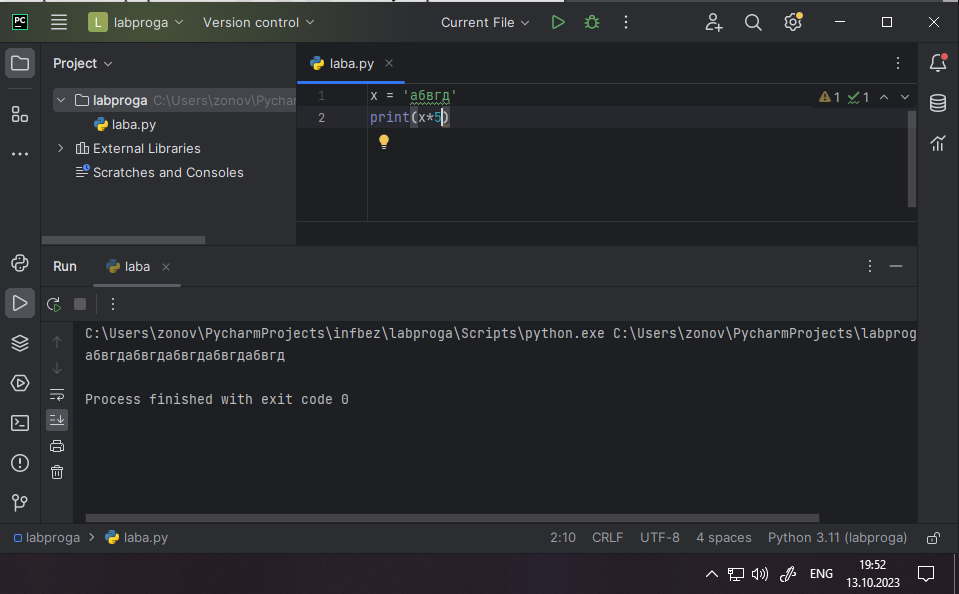 PC
L labproga Version control Current File
Project
labproga C:\Users\zonov\Pychar
laba.py
External Libraries
Scratches and Consoles
laba.py
1 x = 'абвгд'
2 print(x*5)
1 1
Run laba
C:\Users\zonov\PycharmProjects\infbez\labproga\Scripts\python.exe C:\Users\zonov\PycharmProjects\labprog
абвгдабвгдабвгдабвгдабвгд
Process finished with exit code 0
labproga laba.py 2:10 CRLF UTF-8 4 spaces Python 3.11 (labproga)
ENG 19:52
13.10.2023